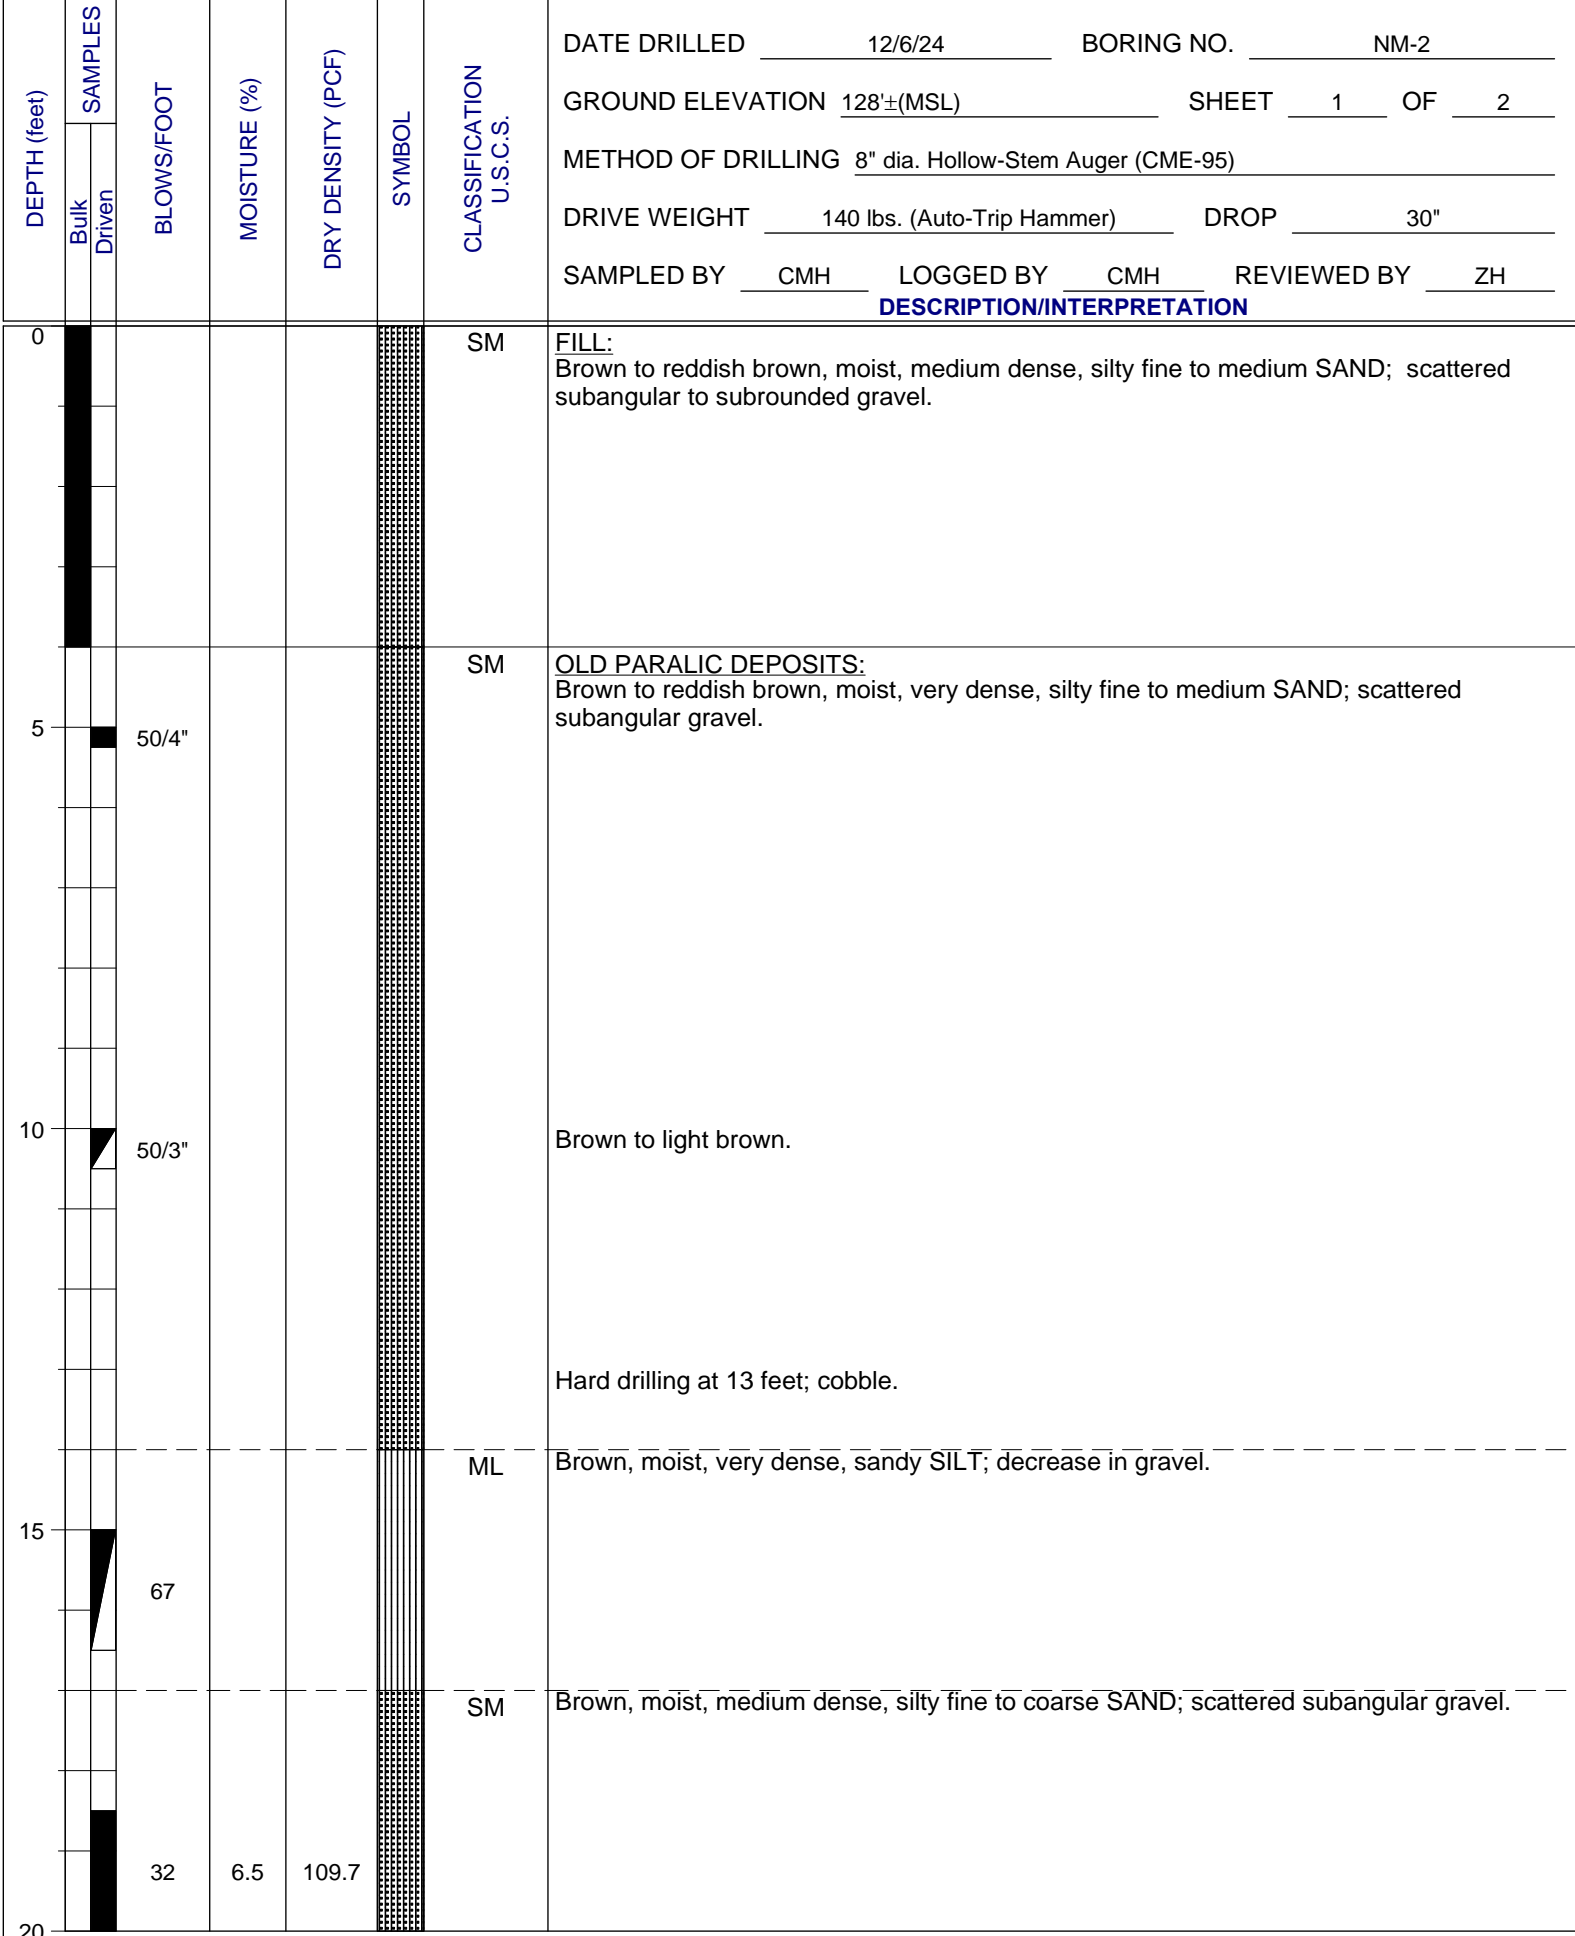 DEPTH (feet)
SAMPLES
Bulk
Driven
BLOWS/FOOT
MOISTURE (%)
DRY DENSITY (PCF)
SYMBOL
CLASSIFICATION
U.S.C.S.
DATE DRILLED 12/6/24 BORING NO. NM-2
GROUND ELEVATION 128'±(MSL) SHEET 1 OF 2
METHOD OF DRILLING 8" dia. Hollow-Stem Auger (CME-95)
DRIVE WEIGHT 140 lbs. (Auto-Trip Hammer) DROP 30"
SAMPLED BY CMH LOGGED BY CMH REVIEWED BY ZH
DESCRIPTION/INTERPRETATION
0 SM FILL:
Brown to reddish brown, moist, medium dense, silty fine to medium SAND; scattered
subangular to subrounded gravel.
SM OLD PARALIC DEPOSITS:
Brown to reddish brown, moist, very dense, silty fine to medium SAND; scattered
subangular gravel.
5 50/4"
10 50/3" Brown to light brown.
Hard drilling at 13 feet; cobble.
ML Brown, moist, very dense, sandy SILT; decrease in gravel.
15
67
SM Brown, moist, medium dense, silty fine to coarse SAND; scattered subangular gravel.
32 6.5 109.7
20